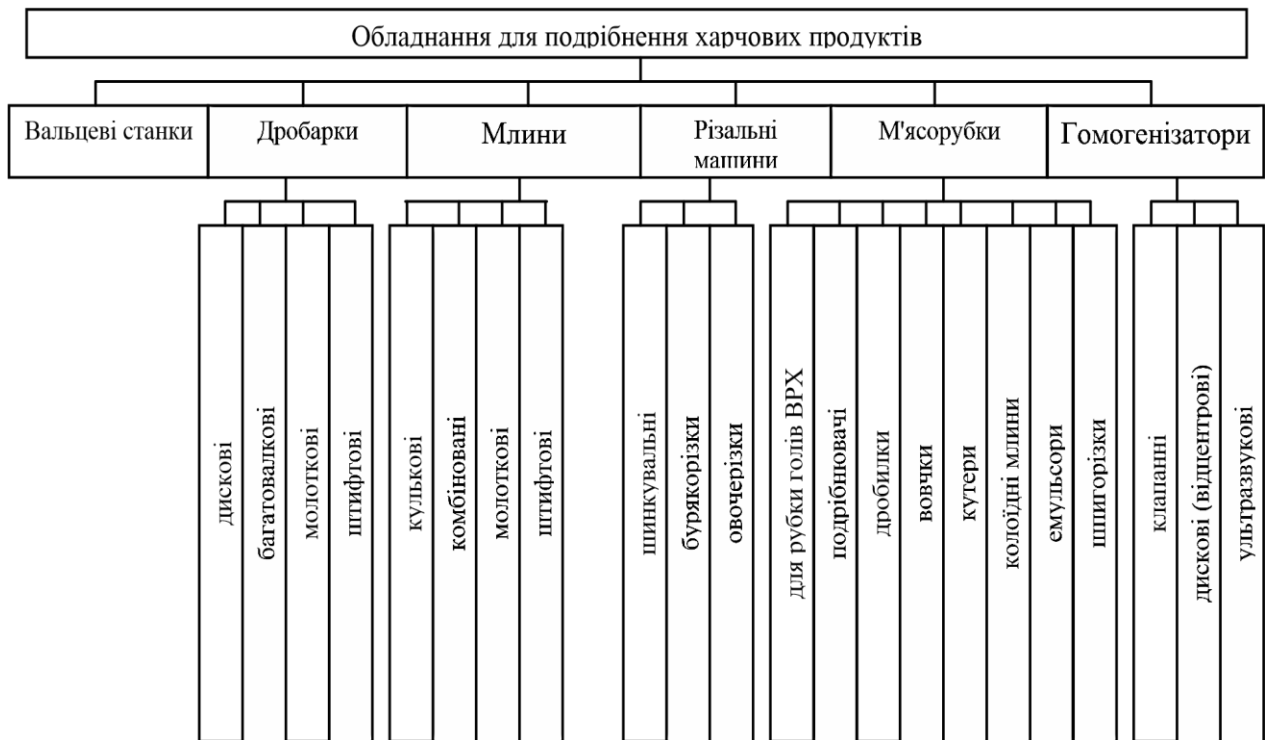 Обладнання для подрібнення харчових продуктів
Вальцеві станки
Дробарки
Млини
Різальні
машини
М'ясорубки
Гомогенізатори
дискові
багатовалкові
молоткові
штифтові
кулькові
комбіновані
молоткові
штифтові
шинкувальні
бурякорізки
овочерізки
для рубки голів ВРХ
подрібнювачі
дробилки
вовчки
кутери
колоїдні млини
емульсори
шпигорізки
клапанні
дискові (відцентрові)
ультразвукові